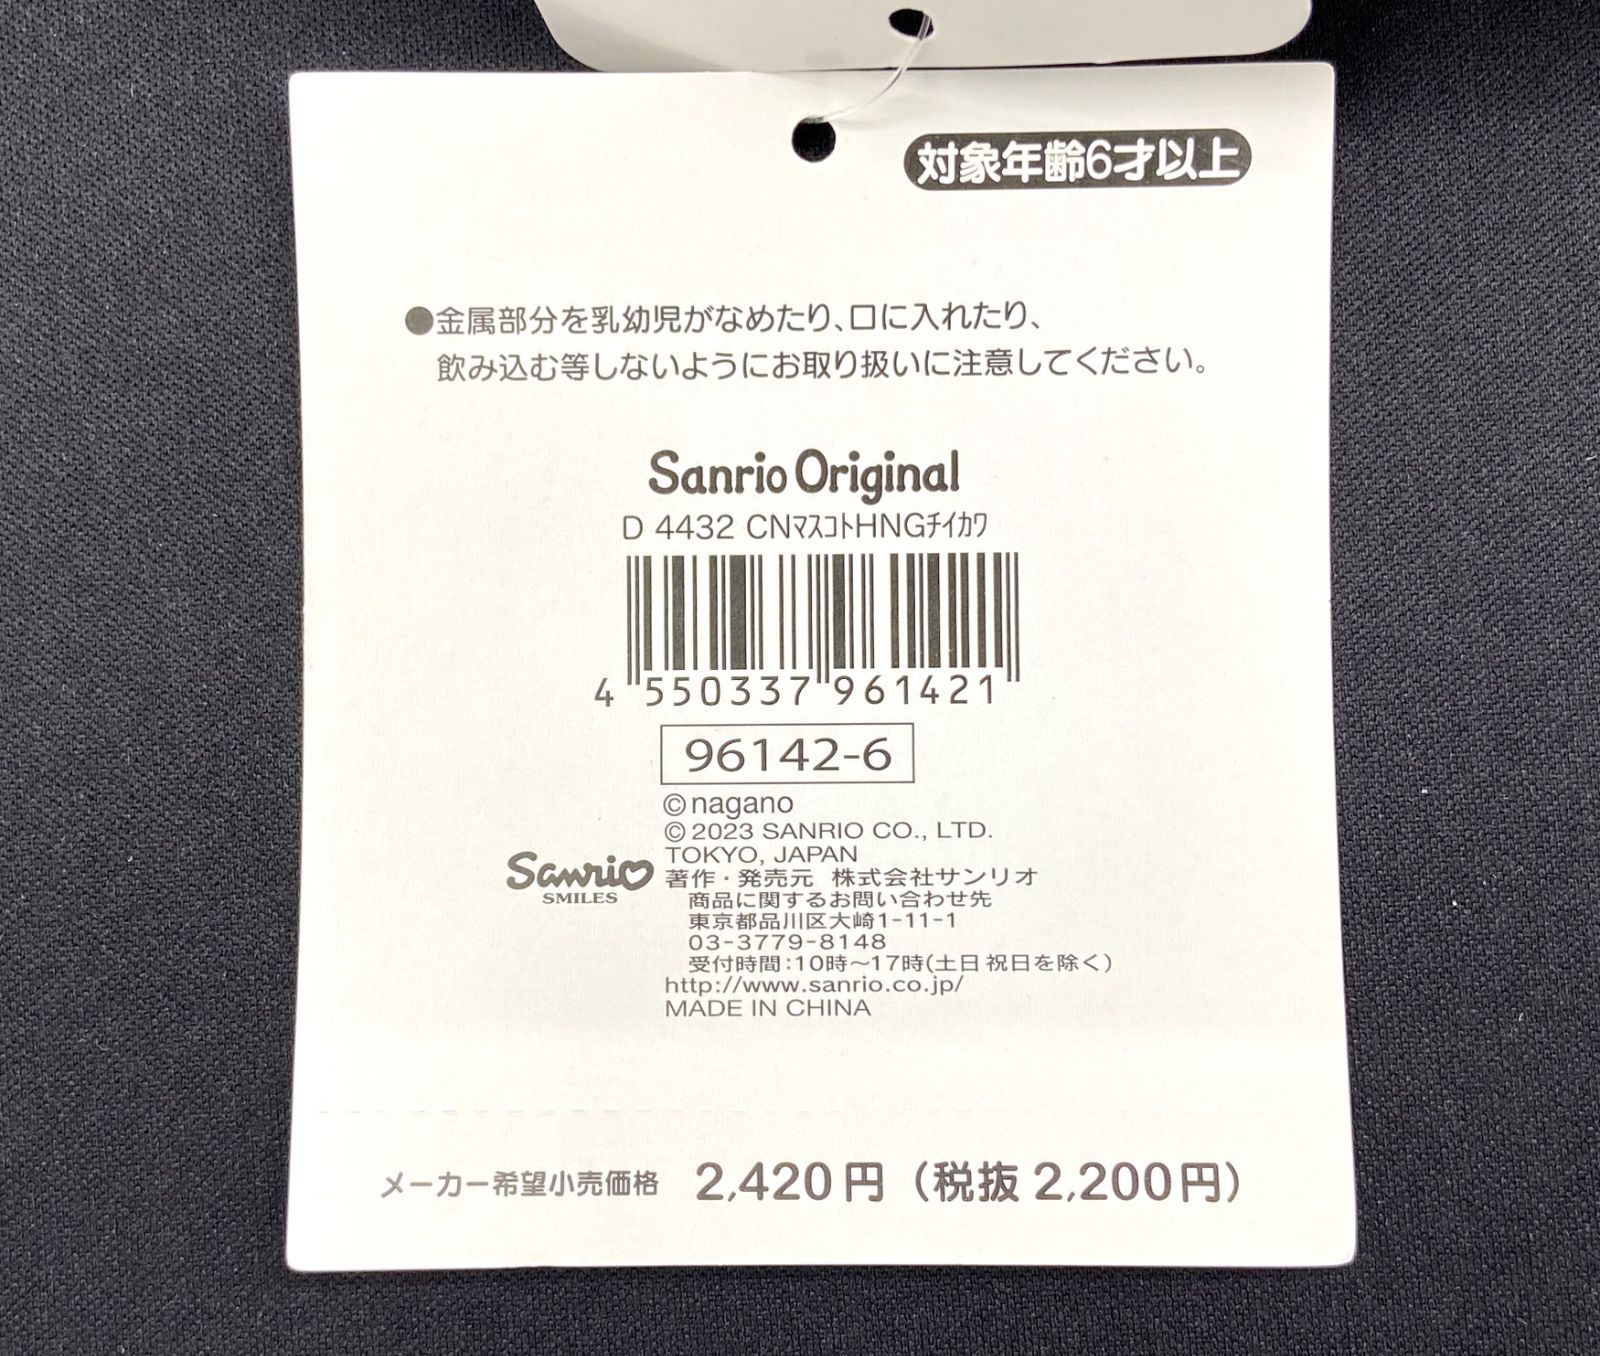 対象年齢6才以上
●金属部分を乳幼児がなめたり、口に入れたり、
飲み込む等しないようにお取り扱いに注意してください。
Sanrio Original
D 4432 CNﾏｽｺﾄHNGﾁｲｶﾜ
4 550337 961421
96142-6
©nagano
© 2023 SANRIO CO., LTD.
TOKYO, JAPAN
Sanrio
SMILES
著作・発売元 株式会社サンリオ
商品に関するお問い合わせ先
東京都品川区大崎1-11-1
03-3779-8148
受付時間:10時～17時(土日祝日を除く)
http://www.sanrio.co.jp/
MADE IN CHINA
メーカー希望小売価格 2,420円（税抜 2,200円）